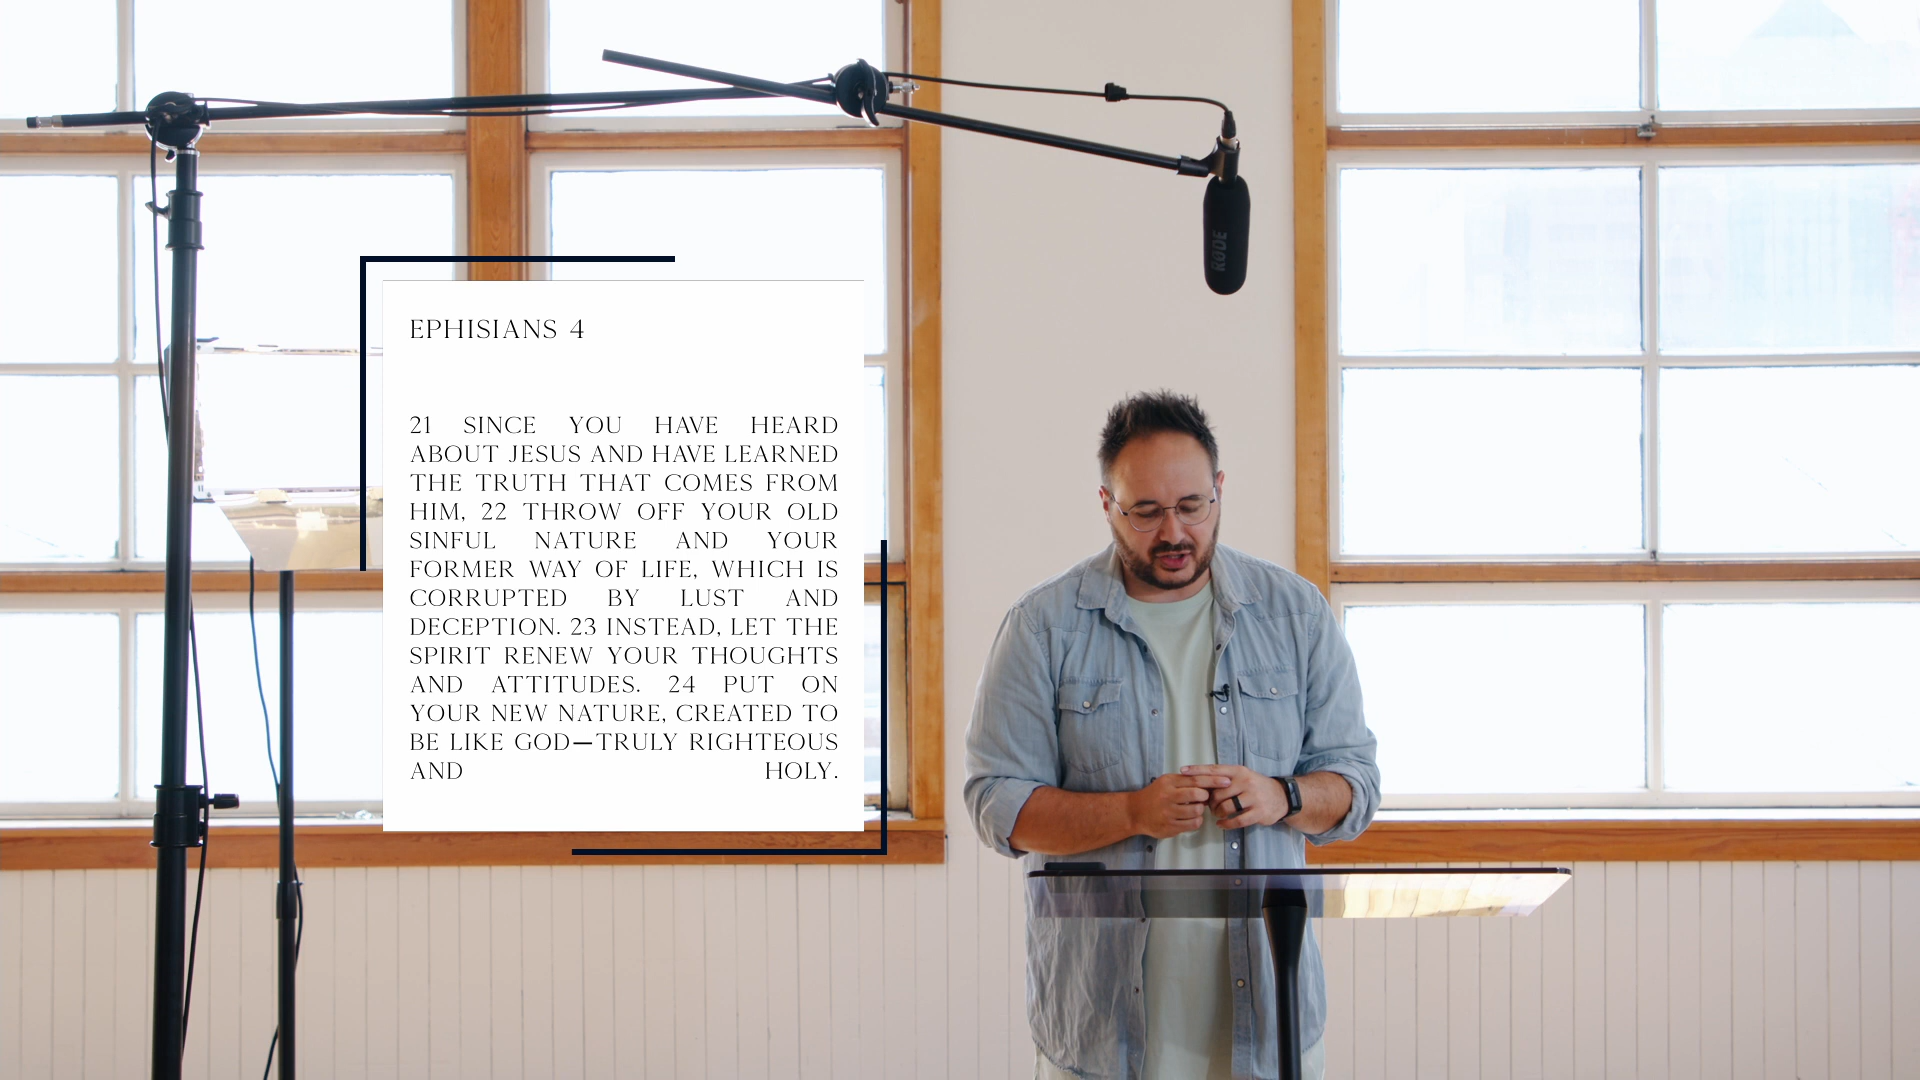 RØDE
EPHISIANS 4
21 SINCE YOU HAVE HEARD
ABOUT JESUS AND HAVE LEARNED
THE TRUTH THAT COMES FROM
HIM, 22 THROW OFF YOUR OLD
SINFUL NATURE AND YOUR
FORMER WAY OF LIFE, WHICH IS
CORRUPTED BY LUST AND
DECEPTION. 23 INSTEAD, LET THE
SPIRIT RENEW YOUR THOUGHTS
AND ATTITUDES. 24 PUT ON
YOUR NEW NATURE, CREATED TO
BE LIKE GOD—TRULY RIGHTEOUS
AND HOLY.